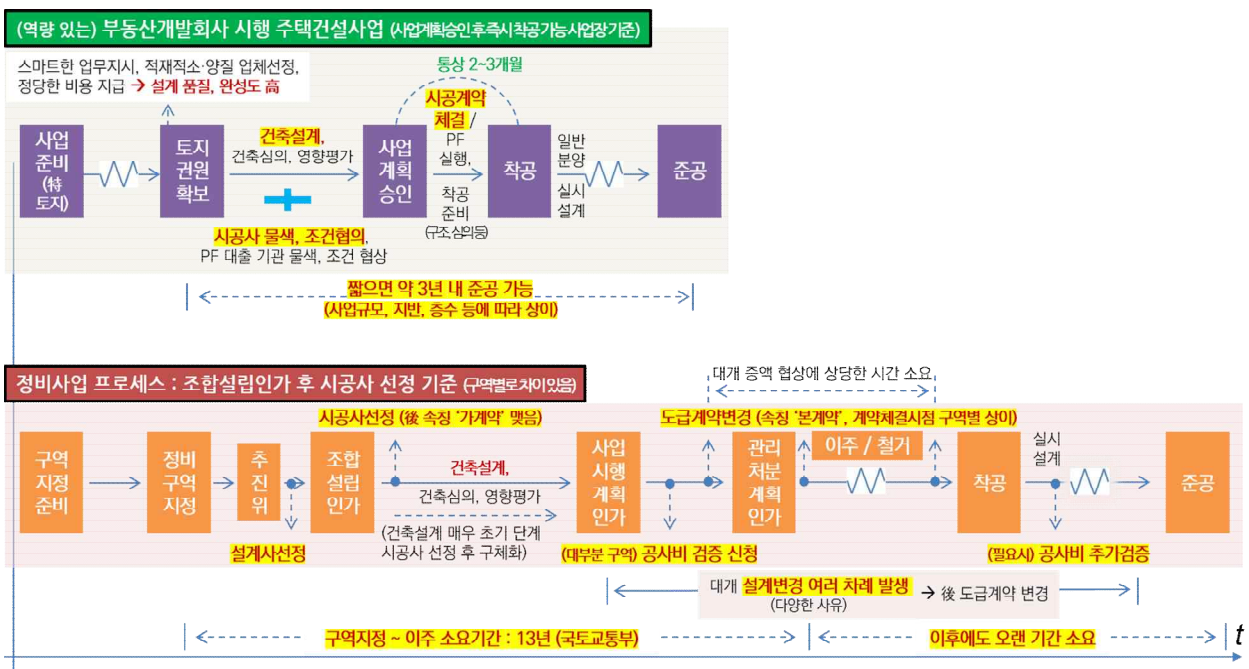 (역량 있는) 부동산개발회사 시행 주택건설사업 (사업계획승인 후 즉시 착공 가능 사업장 기준)
스마트한 업무지시, 적재적소·양질 업체선정,
정당한 비용 지급 → 설계 품질, 완성도 高
통상 2~3개월
사업
준비
(特
토지)
토지
권원
확보
건축설계,
건축심의, 영향평가
시공사 물색, 조건협의,
PF 대출 기관 물색, 조건 협상
사업
계획
승인
시공계약
체결 /
PF
실행,
착공
준비
(구조심의등)
착공
일반
분양
실시
설계
준공
짧으면 약 3년 내 준공 가능
(사업규모, 지반, 층수 등에 따라 상이)
정비사업 프로세스 : 조합설립인가 후 시공사 선정 기준 (구역별로 차이 있음)
대개 증액 협상에 상당한 시간 소요
시공사선정 (後 속칭 '가계약' 맺음)
도급계약변경 (속칭 '본계약', 계약체결시점 구역별 상이)
구역
지정
준비
정비
구역
지정
추
진
위
설계사선정
조합
설립
인가
건축설계,
건축심의, 영향평가
(건축설계 매우 초기 단계
시공사 선정 후 구체화)
사업
시행
계획
인가
(대부분 구역) 공사비 검증 신청
관리
처분
계획
인가
이주 / 철거
착공
실시
설계
(필요시) 공사비 추가검증
준공
대개 설계변경 여러 차례 발생 → 後 도급계약 변경
(다양한 사유)
구역지정 ~ 이주 소요기간 : 13년 (국토교통부)
이후에도 오랜 기간 소요
t